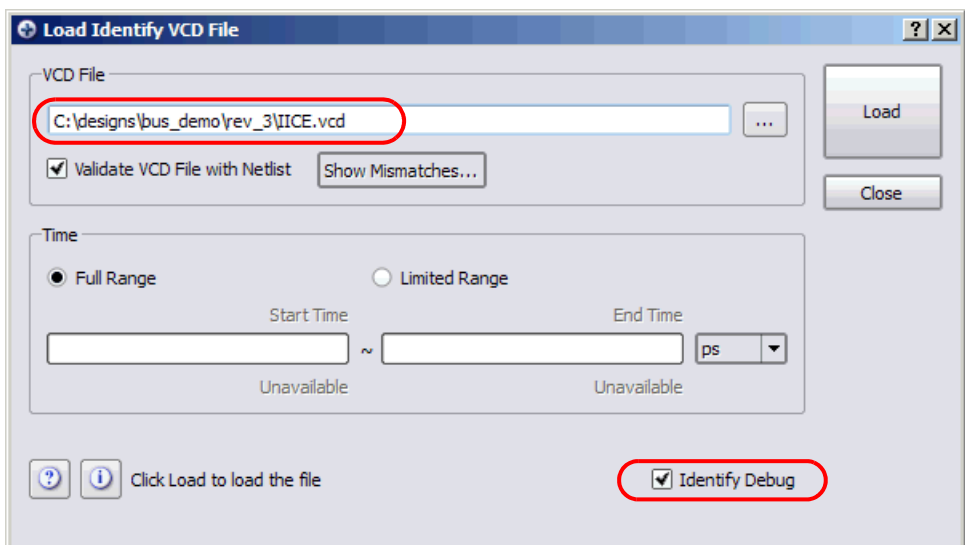 Load Identify VCD File
? X
VCD File
C:\designs\bus_demo\rev_3\IICE.vcd
...
Load
Validate VCD File with Netlist
Show Mismatches...
Close
Time
Full Range
Limited Range
Start Time
End Time
~
ps
Unavailable
Unavailable
? i Click Load to load the file
Identify Debug